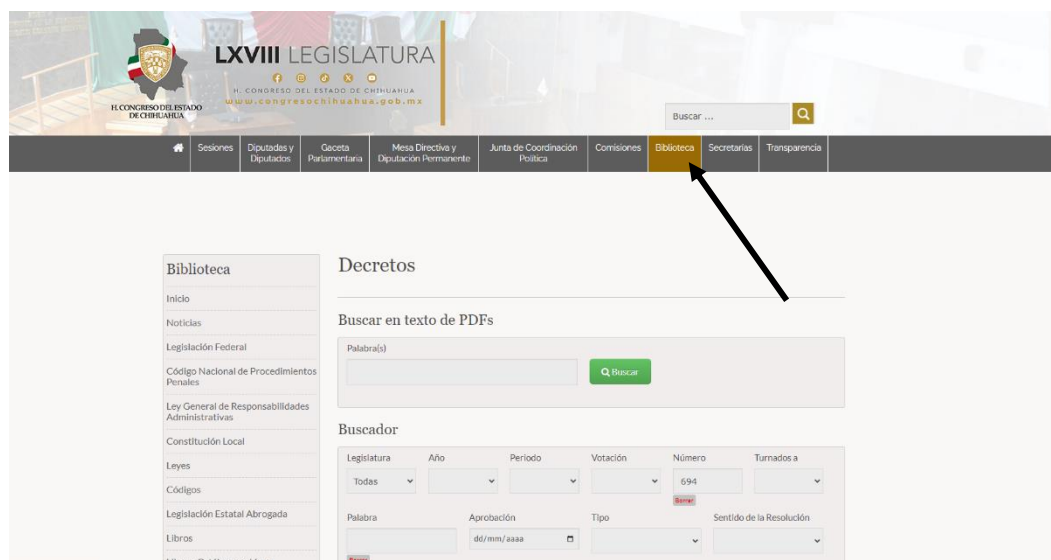 LXVIII LEGISLATURA
H. CONGRESO DEL ESTADO DE CHIHUAHUA
www.congresochihuahua.gob.mx
H. CONGRESO DEL ESTADO
DE CHIHUAHUA
Buscar ...
Sesiones
Diputadas y
Diputados
Gaceta
Parlamentaria
Mesa Directiva y
Diputación Permanente
Junta de Coordinación
Política
Comisiones
Biblioteca
Secretarías
Transparencia
Biblioteca
Inicio
Noticias
Legislación Federal
Código Nacional de Procedimientos
Penales
Ley General de Responsabilidades
Administrativas
Constitución Local
Leyes
Códigos
Legislación Estatal Abrogada
Libros
Decretos
Buscar en texto de PDFs
Palabra(s)
Buscar
Buscador
Legislatura Año Periodo Votación Número Turnados a
Todas 694
Borrar
Palabra Aprobación Tipo Sentido de la Resolución
dd/mm/aaaa
Borrar